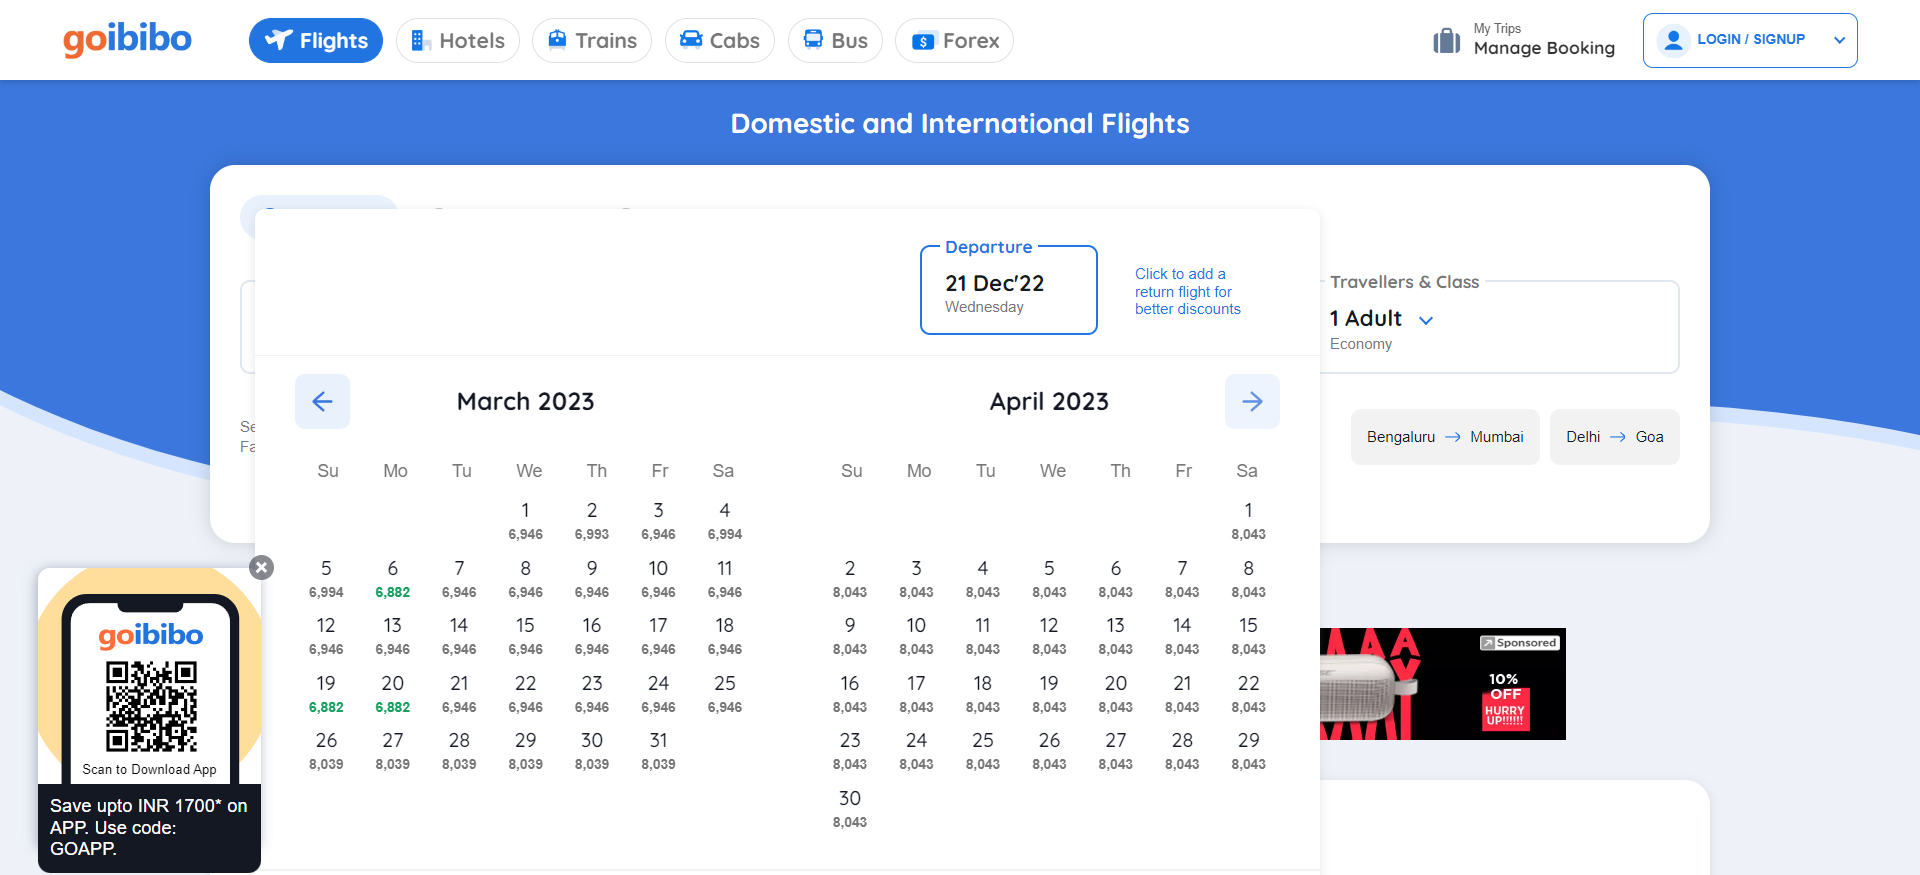 goibibo
Flights
Hotels
Trains
Cabs
Bus
Forex
My Trips
Manage Booking
LOGIN / SIGNUP
Domestic and International Flights
Departure
21 Dec'22
Wednesday
Click to add a
return flight for
better discounts
Travellers & Class
1 Adult
Economy
March 2023
April 2023
Bengaluru Mumbai
Delhi Goa
Se
Fa
Su Mo Tu We Th Fr Sa
1 2 3 4
6,946 6,993 6,946 6,994
5 6 7 8 9 10 11
6,994 6,882 6,946 6,946 6,946 6,946 6,946
12 13 14 15 16 17 18
6,946 6,946 6,946 6,946 6,946 6,946 6,946
19 20 21 22 23 24 25
6,882 6,882 6,946 6,946 6,946 6,946 6,946
26 27 28 29 30 31
8,039 8,039 8,039 8,039 8,039 8,039
Su Mo Tu We Th Fr Sa
1
8,043
2 3 4 5 6 7 8
8,043 8,043 8,043 8,043 8,043 8,043 8,043
9 10 11 12 13 14 15
8,043 8,043 8,043 8,043 8,043 8,043 8,043
16 17 18 19 20 21 22
8,043 8,043 8,043 8,043 8,043 8,043 8,043
23 24 25 26 27 28 29
8,043 8,043 8,043 8,043 8,043 8,043 8,043
30
8,043
goibibo
Scan to Download App
Save upto INR 1700* on
APP. Use code:
GOAPP.
Sponsored
10%
OFF
HURRY
UP!!!!!!